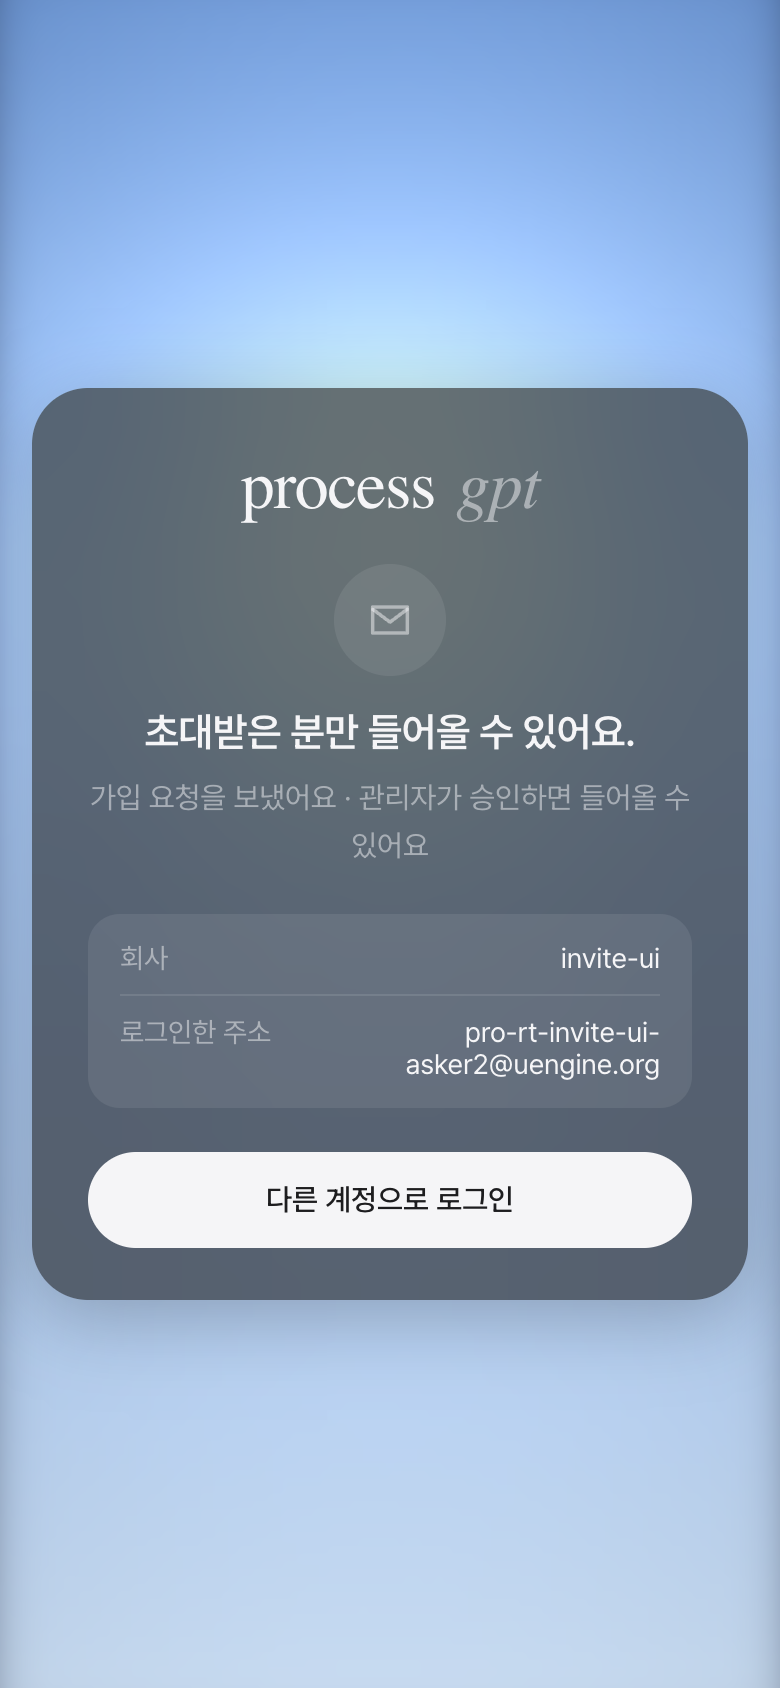 process gpt
초대받은 분만 들어올 수 있어요.
가입 요청을 보냈어요 · 관리자가 승인하면 들어올 수
있어요
회사 invite-ui
로그인한 주소 pro-rt-invite-ui-
asker2@uengine.org
다른 계정으로 로그인